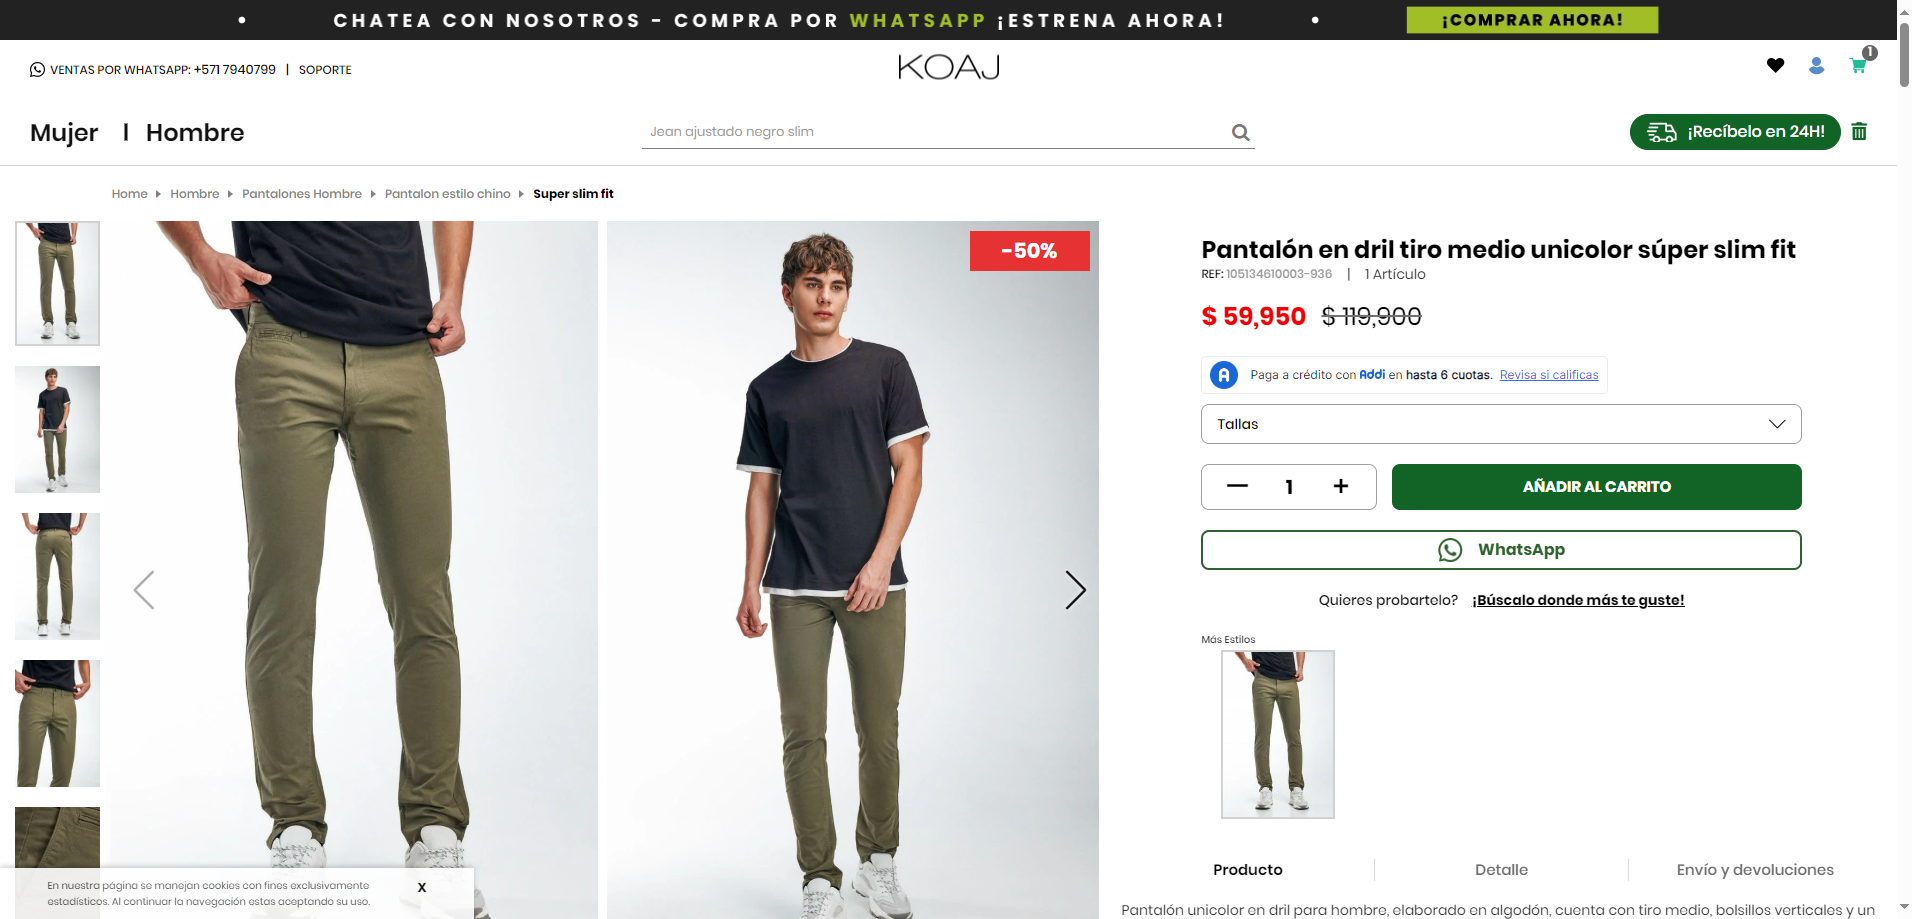 CHATEA CON NOSOTROS - COMPRA POR WHATSAPP ¡ESTRENA AHORA!
¡COMPRAR AHORA!
VENTAS POR WHATSAPP: +571 7940799 | SOPORTE
KOAJ
1
Mujer | Hombre
Jean ajustado negro slim
¡Recíbelo en 24H!
Home Hombre Pantalones Hombre Pantalon estilo chino Super slim fit
-50%
Pantalón en dril tiro medio unicolor súper slim fit
REF: 105134610003-936 | 1 Artículo
$ 59,950 $ 119,900
Paga a crédito con Addi en hasta 6 cuotas. Revisa si calificas
Tallas
1
AÑADIR AL CARRITO
WhatsApp
Quieres probartelo? ¡Búscalo donde más te guste!
Más Estilos
Producto
Detalle
Envío y devoluciones
Pantalón unicolor en dril para hombre, elaborado en algodón, cuenta con tiro medio, bolsillos verticales y un
En nuestra página se manejan cookies con fines exclusivamente
estadísticos. Al continuar la navegación estas aceptando su uso.
X